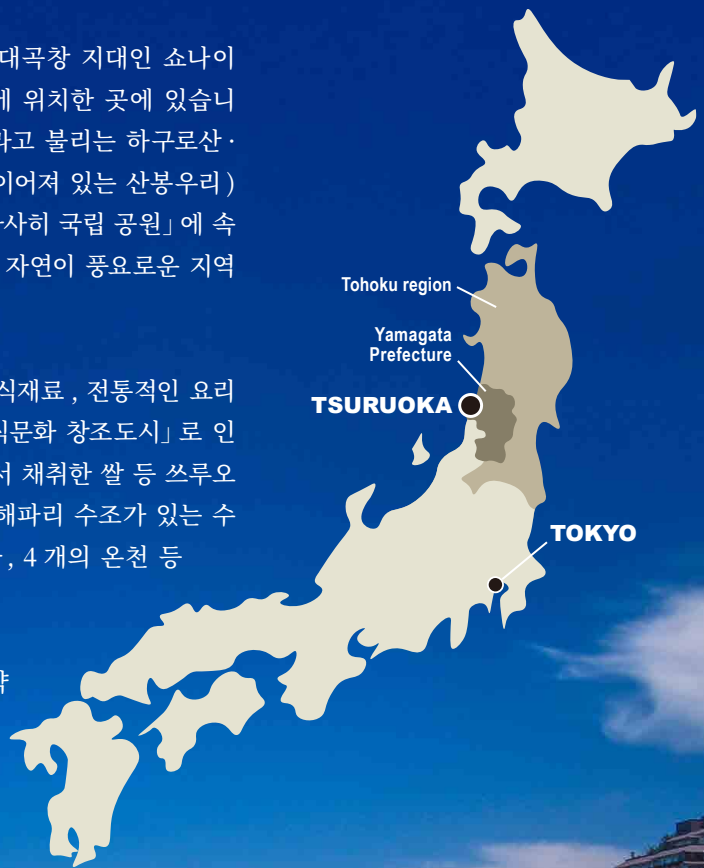 대곡창 지대인 쇼나이
에 위치한 곳에 있습니
라고 불리는 하구로산 ·
이어져 있는 산봉우리 )
사히 국립 공원」에 속
자연이 풍요로운 지역
식재료 , 전통적인 요리
식문화 창조도시」로 인
서 채취한 쌀 등 쓰루오
해파리 수조가 있는 수
, 4 개의 온천 등
Tohoku region
Yamagata
Prefecture
TSURUOKA
TOKYO